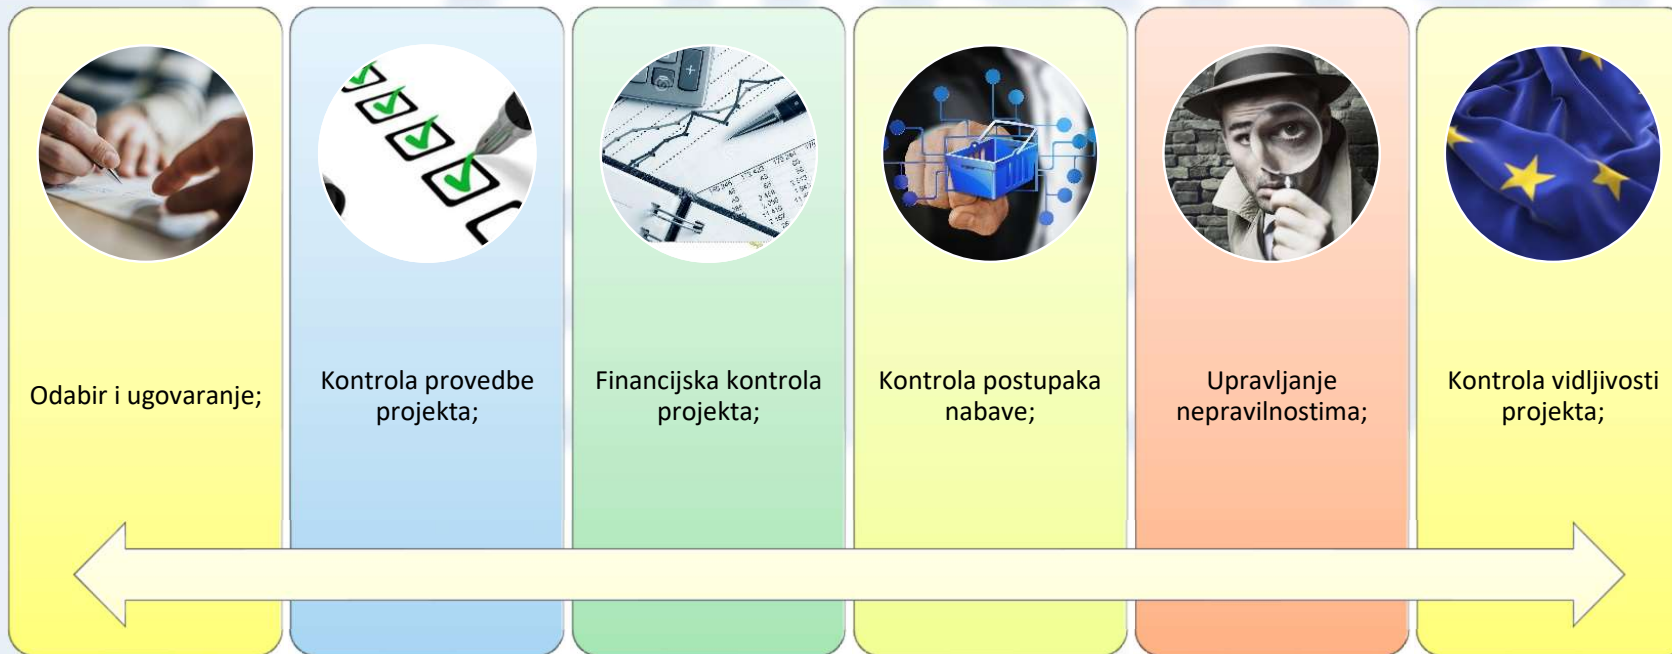 Odabir i ugovaranje;
Kontrola provedbe
projekta;
Financijska kontrola
projekta;
Kontrola postupaka
nabave;
Upravljanje
nepravilnostima;
Kontrola vidljivosti
projekta;